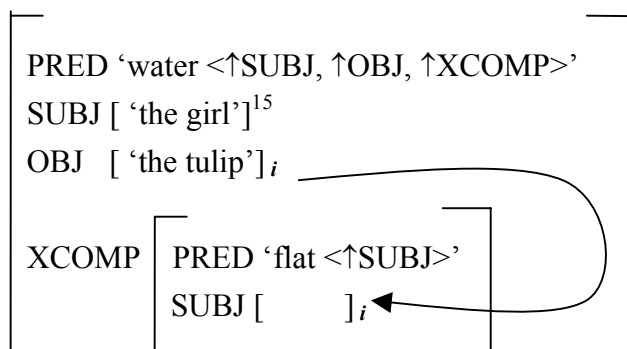 PRED ‘water <↑SUBJ, ↑OBJ, ↑XCOMP>’
SUBJ [ ‘the girl’]15
OBJ [ ‘the tulip’] i
XCOMP PRED ‘flat <↑SUBJ>’
SUBJ [ ] i